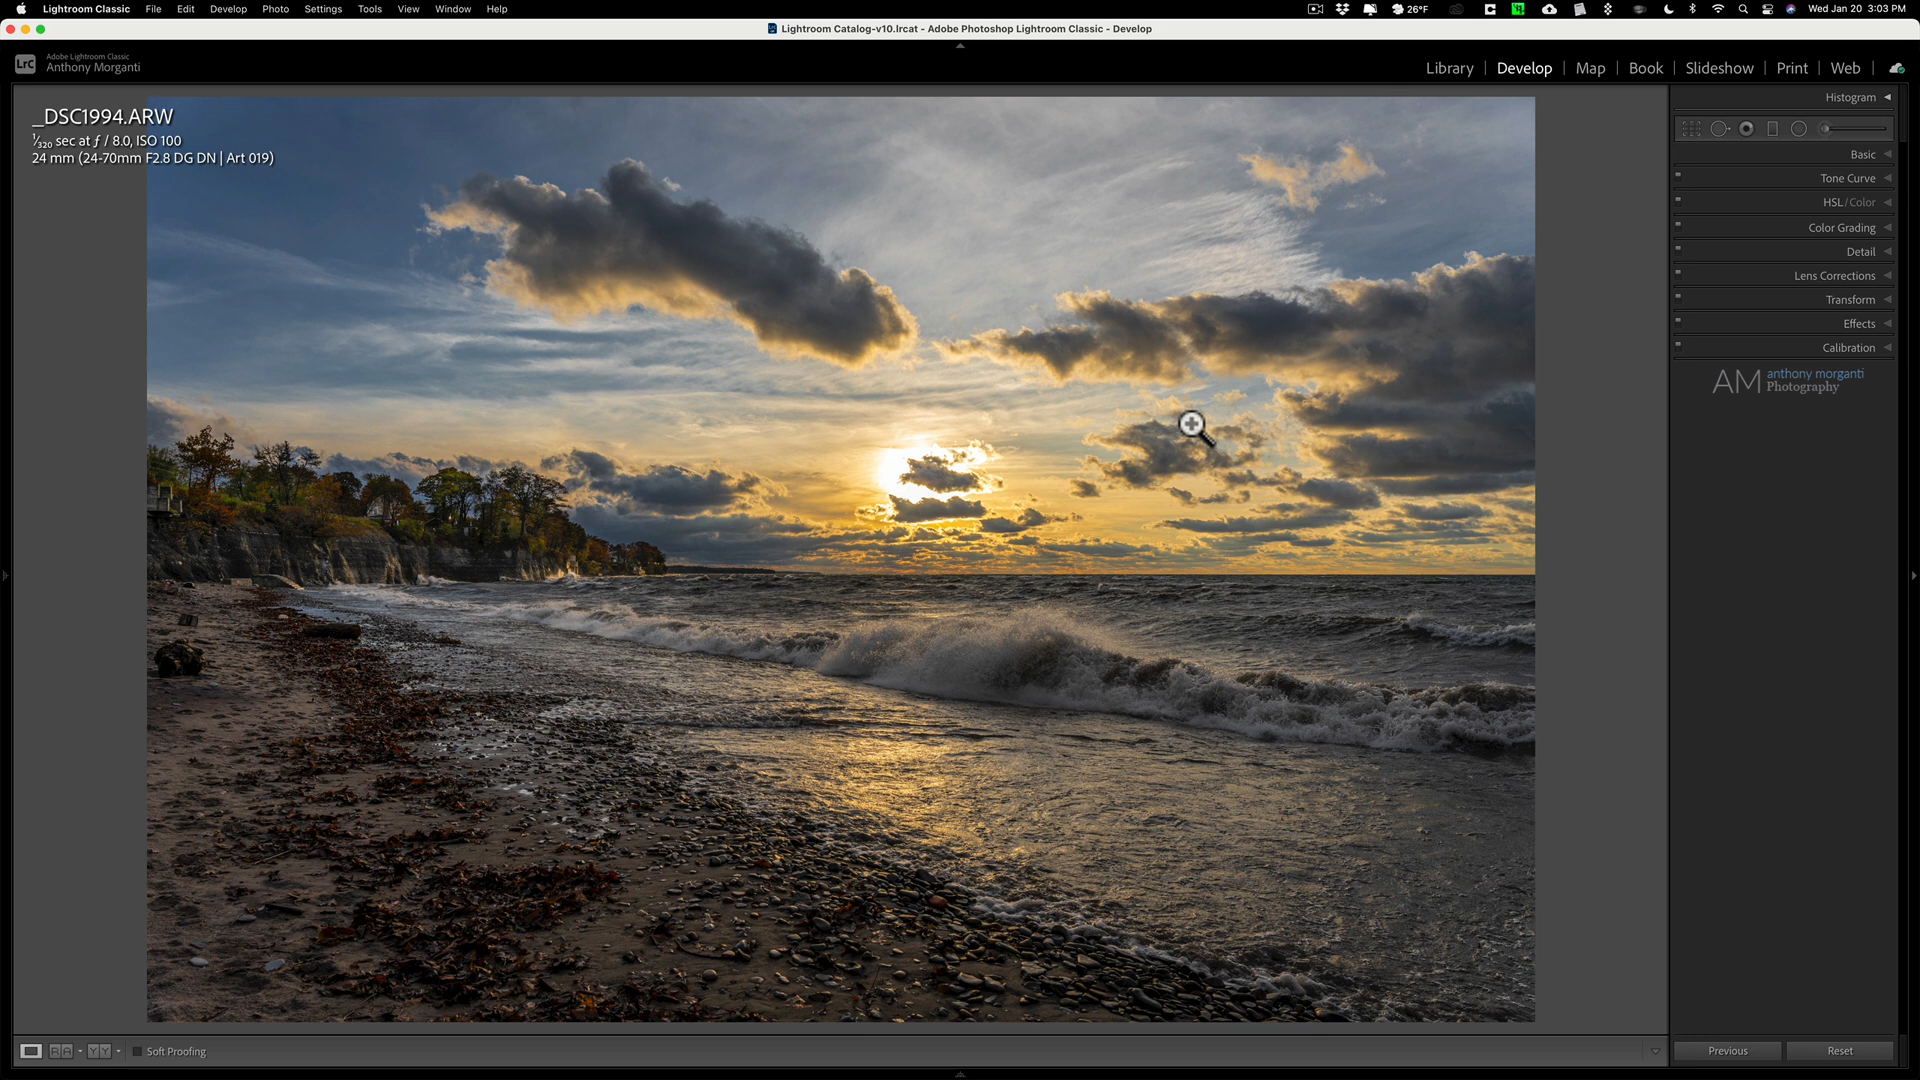 Lightroom Classic File Edit Develop Photo Settings Tools View Window Help 26°F Wed Jan 20 3:03 PM
Lightroom Catalog-v10.lrcat - Adobe Photoshop Lightroom Classic - Develop
LrC
Adobe Lightroom Classic
Anthony Morganti
Library | Develop | Map | Book | Slideshow | Print | Web
_DSC1994.ARW
1/320 sec at ƒ / 8.0, ISO 100
24 mm (24-70mm F2.8 DG DN | Art 019)
Histogram
Basic
Tone Curve
HSL / Color
Color Grading
Detail
Lens Corrections
Transform
Effects
Calibration
AM anthony morganti
Photography
RA YY Soft Proofing
Previous Reset